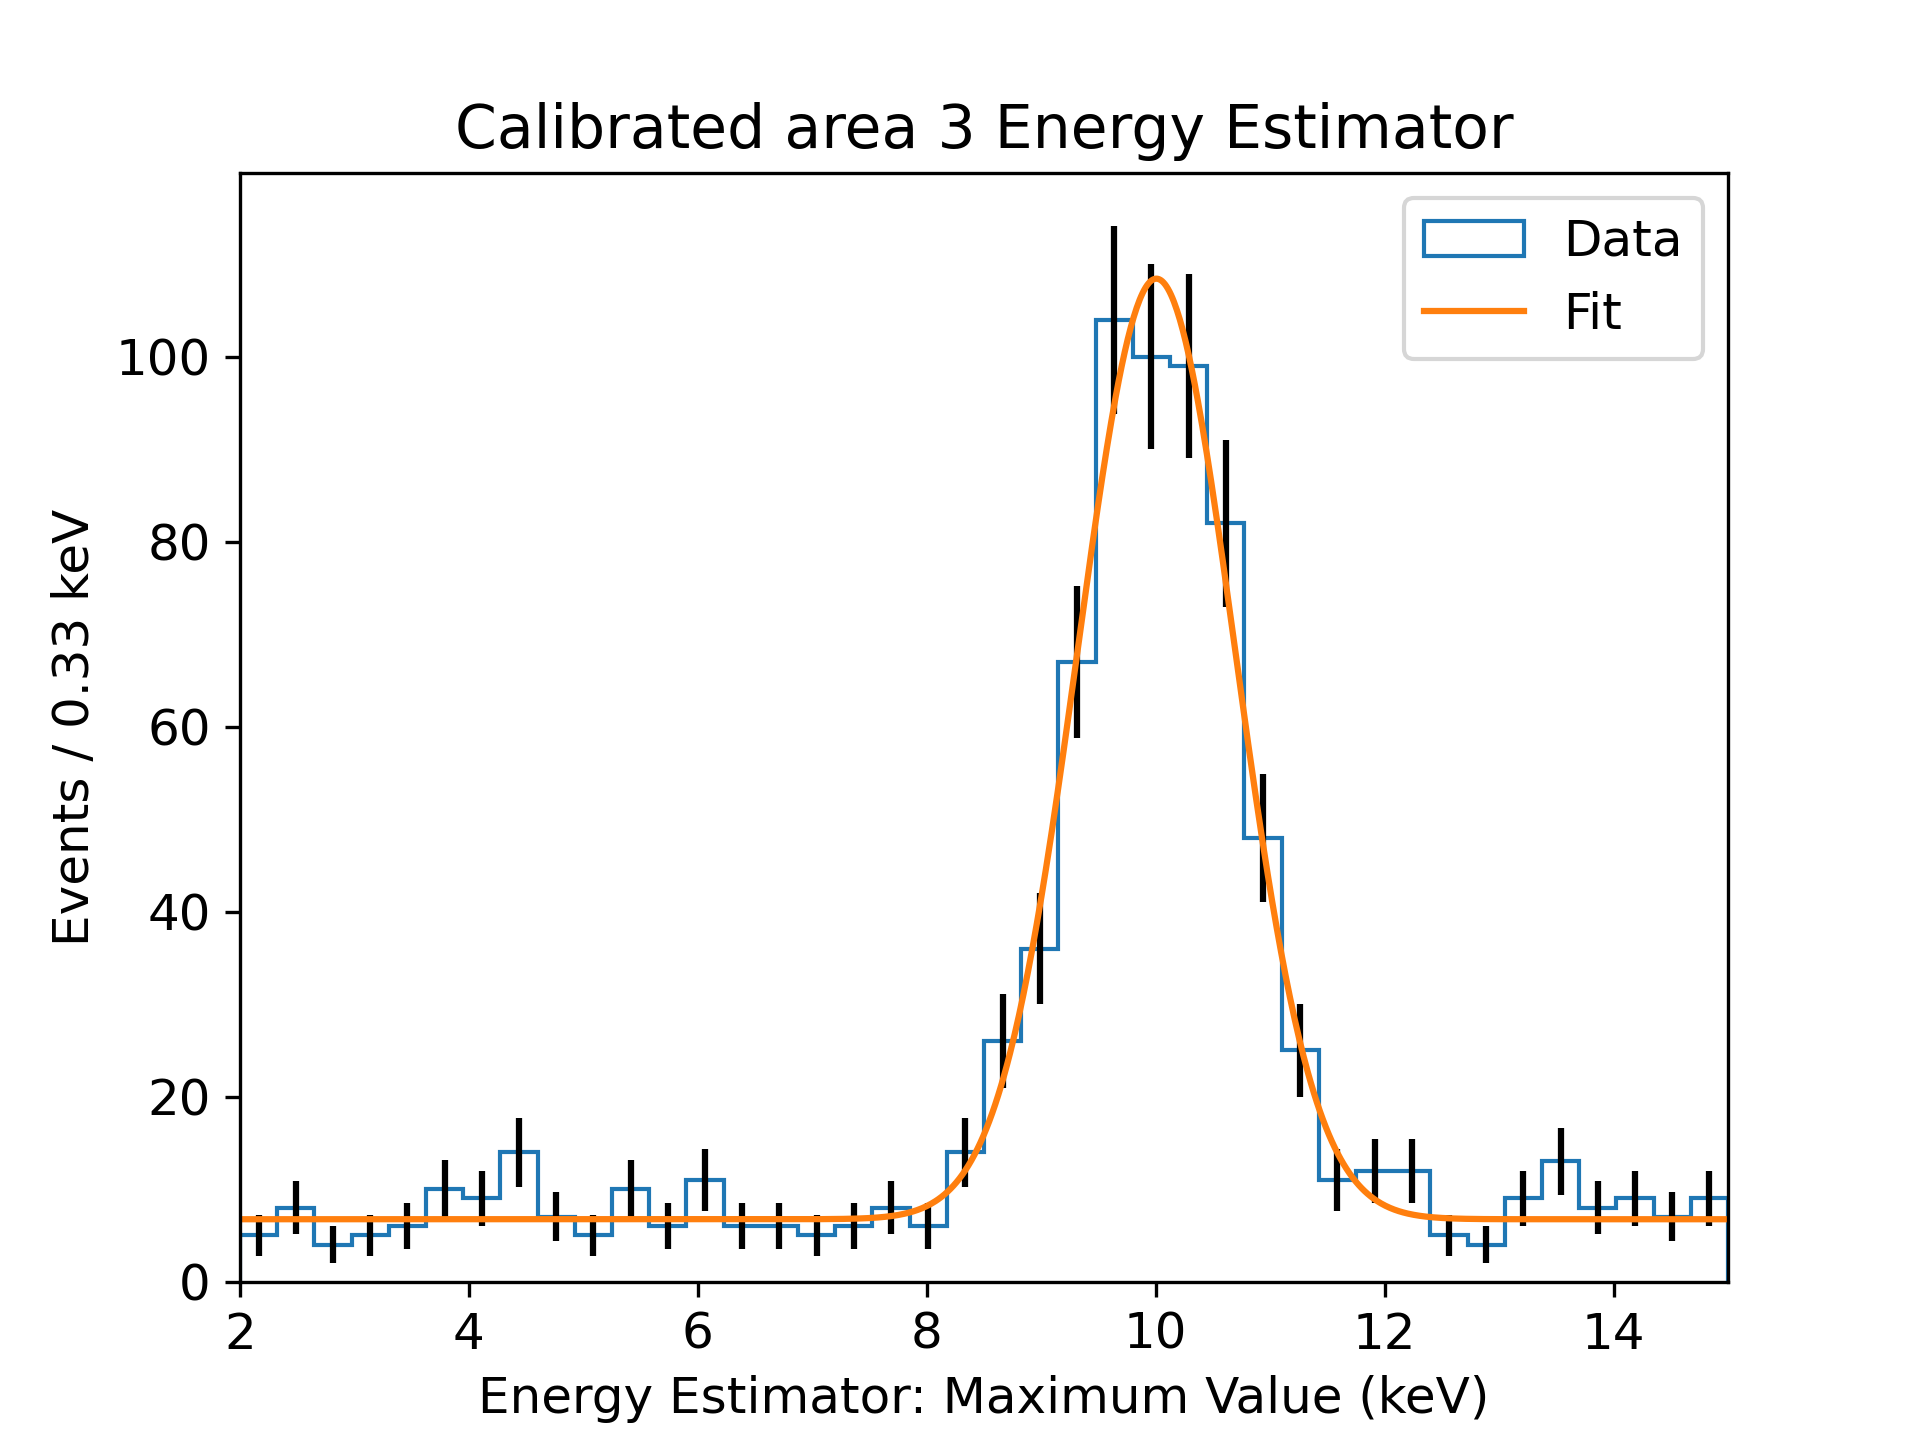 Calibrated area 3 Energy Estimator
Data
Fit
Events / 0.33 keV
100
80
60
40
20
0
2 4 6 8 10 12 14
Energy Estimator: Maximum Value (keV)